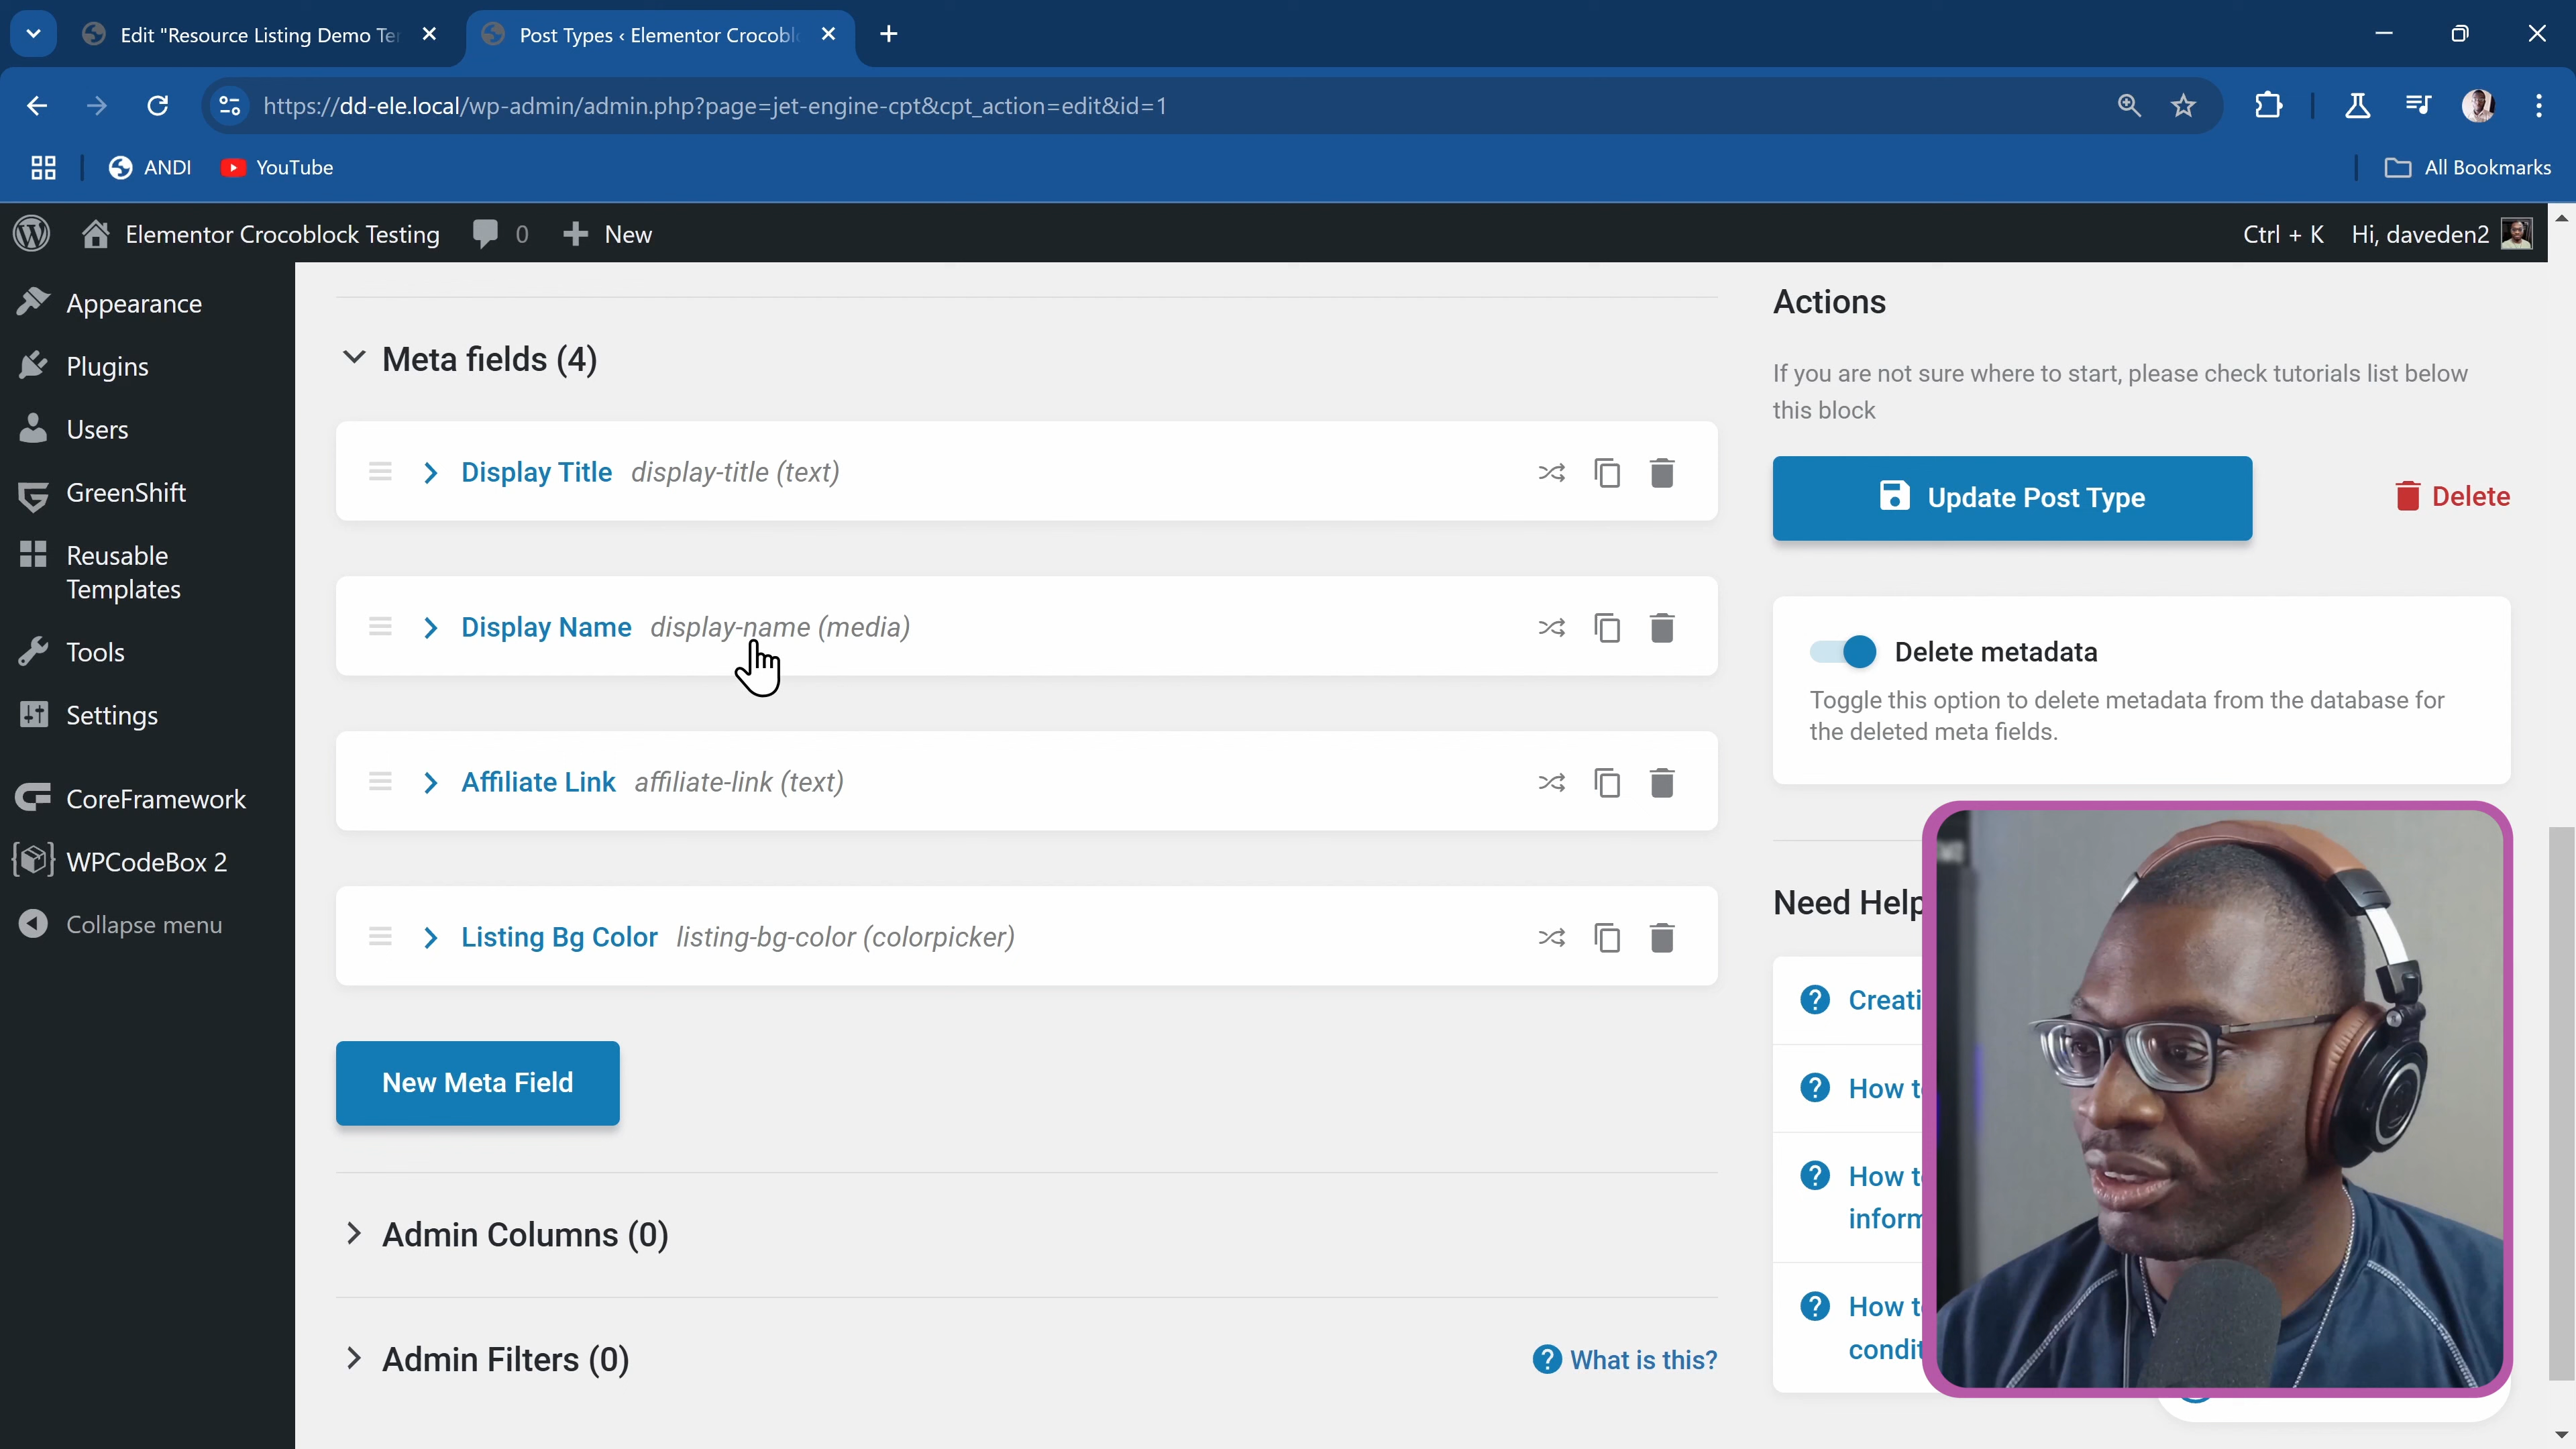 Edit "Resource Listing Demo Ter
Post Types ‹ Elementor Crocobl
https://dd-ele.local/wp-admin/admin.php?page=jet-engine-cpt&cpt_action=edit&id=1
ANDI
YouTube
All Bookmarks
Elementor Crocoblock Testing
0
New
Ctrl + K
Hi, daveden2
Appearance
Plugins
Users
GreenShift
Reusable
Templates
Tools
Settings
CoreFramework
WPCodeBox 2
Collapse menu
Meta fields (4)
Display Title display-title (text)
Display Name display-name (media)
Affiliate Link affiliate-link (text)
Listing Bg Color listing-bg-color (colorpicker)
New Meta Field
Admin Columns (0)
Admin Filters (0)
What is this?
Actions
If you are not sure where to start, please check tutorials list below
this block
Update Post Type
Delete
Delete metadata
Toggle this option to delete metadata from the database for
the deleted meta fields.
Need Help
Creati
How t
How t
inform
How t
condit